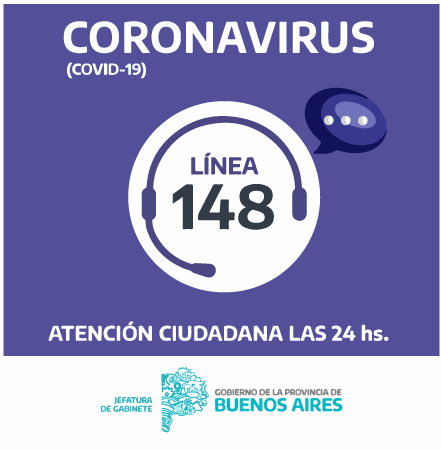 CORONAVIRUS
(COVID-19)
LÍNEA
148
ATENCIÓN CIUDADANA LAS 24 hs.
JEFATURA
DE GABINETE
GOBIERNO DE LA PROVINCIA DE
BUENOS AIRES